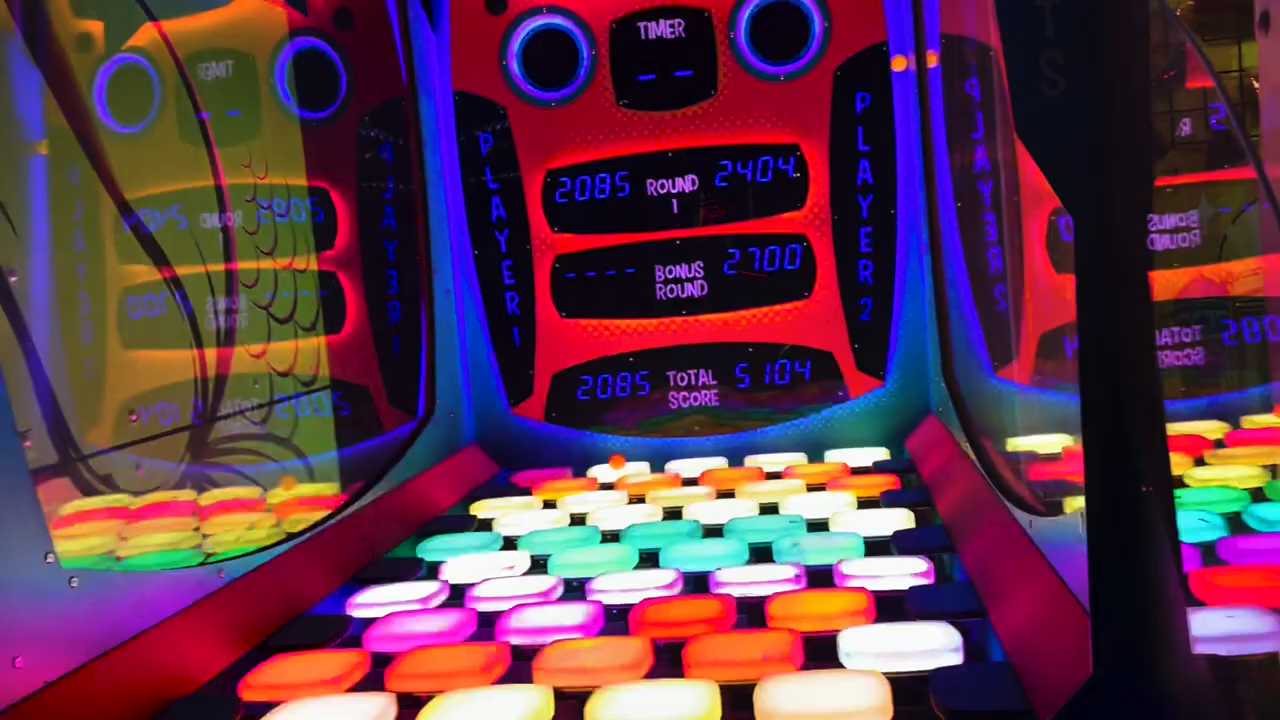 TIMER
- -
PLAYER 1
PLAYER 2
2085 ROUND 1 2404
- - - - BONUS ROUND 2700
2085 TOTAL SCORE 5104